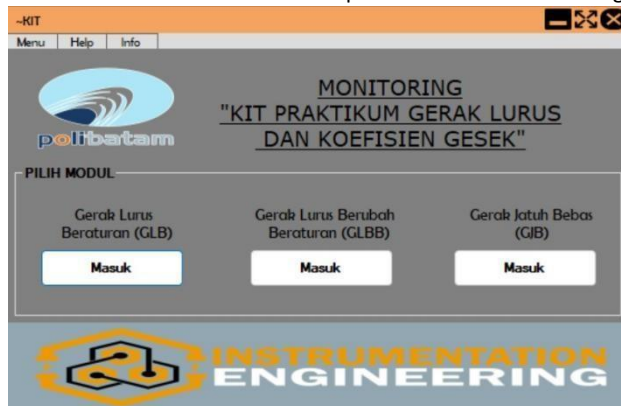 ~KIT
Menu Help Info
polibatam
MONITORING
"KIT PRAKTIKUM GERAK LURUS
DAN KOEFISIEN GESEK"
PILIH MODUL
Gerak Lurus
Beraturan (GLB)
Masuk
Gerak Lurus Berubah
Beraturan (GLBB)
Masuk
Gerak Jatuh Bebas
(GJB)
Masuk
INSTRUMENTATION
ENGINEERING